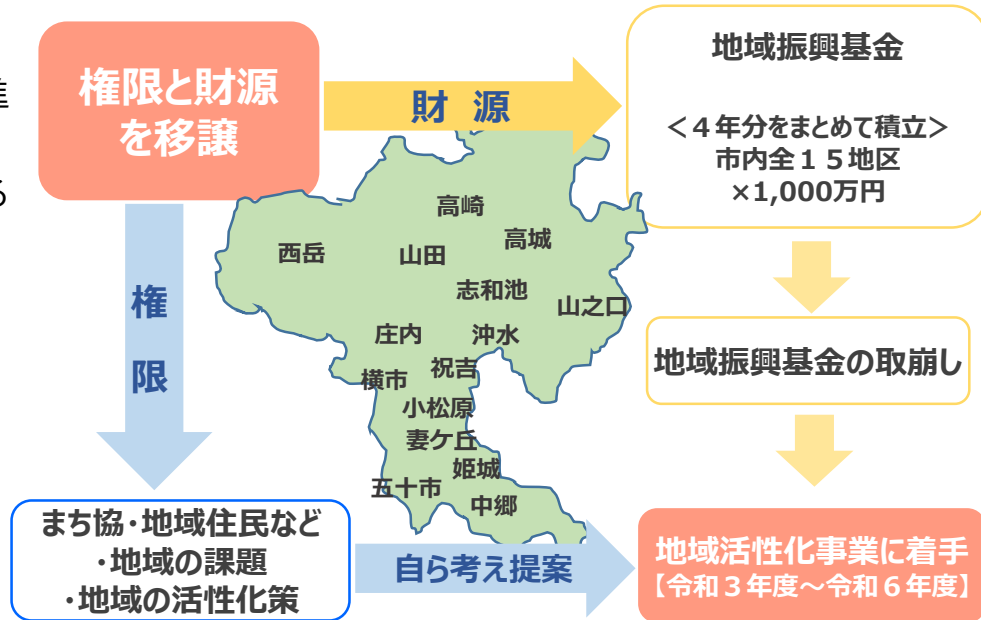 権限と財源
を移譲
財 源
地域振興基金
<4年分をまとめて積立>
市内全15地区
×1,000万円
権
限
高崎
高城
西岳
山田
志和池
山之口
庄内
沖水
祝吉
横市
小松原
妻ケ丘
姫城
五十市
中郷
地域振興基金の取崩し
まち協・地域住民など
・地域の課題
・地域の活性化策
自ら考え提案
地域活性化事業に着手
【令和3年度~令和6年度】
る